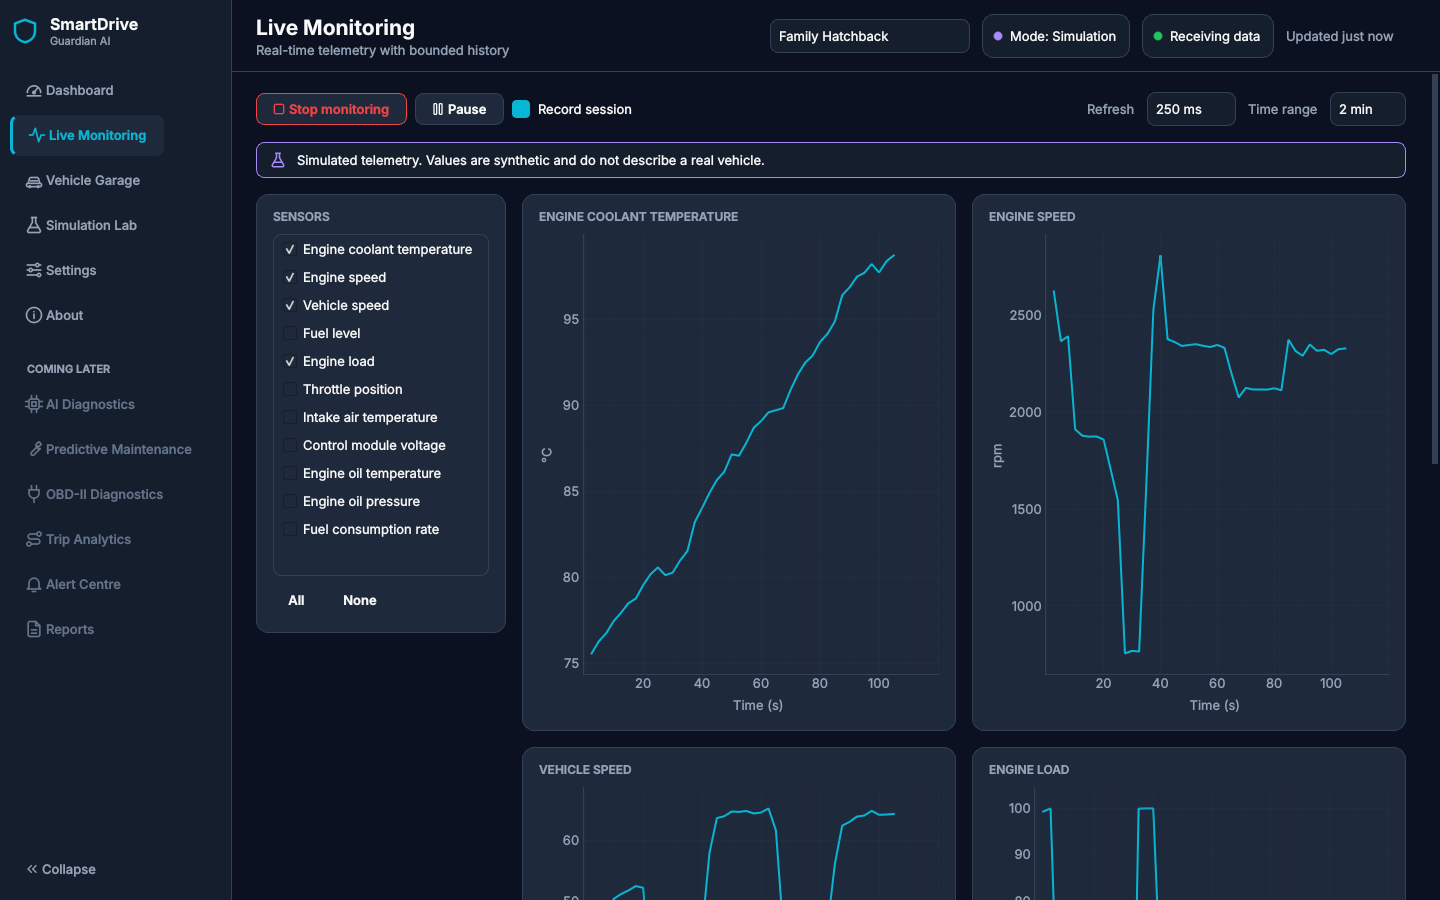 SmartDrive
Guardian AI
Dashboard
Live Monitoring
Vehicle Garage
Simulation Lab
Settings
About
COMING LATER
AI Diagnostics
Predictive Maintenance
OBD-II Diagnostics
Trip Analytics
Alert Centre
Reports
Collapse
Live Monitoring
Real-time telemetry with bounded history
Family Hatchback
Mode: Simulation
Receiving data
Updated just now
Stop monitoring
Pause
Record session
Refresh
250 ms
Time range
2 min
Simulated telemetry. Values are synthetic and do not describe a real vehicle.
SENSORS
Engine coolant temperature
Engine speed
Vehicle speed
Fuel level
Engine load
Throttle position
Intake air temperature
Control module voltage
Engine oil temperature
Engine oil pressure
Fuel consumption rate
All
None
ENGINE COOLANT TEMPERATURE
95
90
85
80
75
°C
20 40 60 80 100
Time (s)
ENGINE SPEED
2500
2000
1500
1000
rpm
20 40 60 80 100
Time (s)
VEHICLE SPEED
60
50
ENGINE LOAD
100
90
80